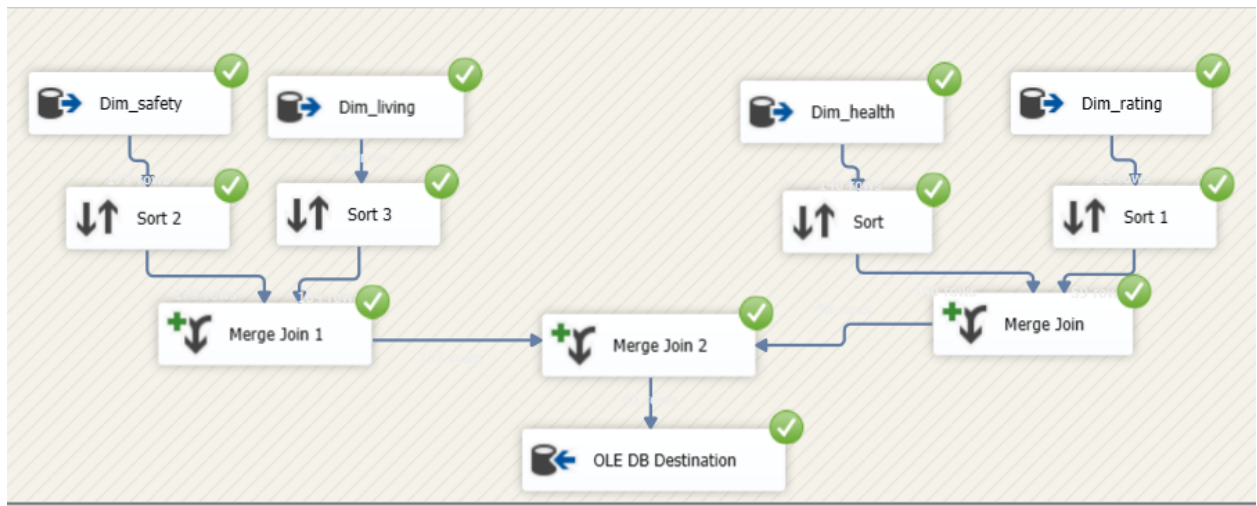 Dim_safety
Dim_living
Dim_health
Dim_rating
Sort 2
Sort 3
Sort
Sort 1
Merge Join 1
Merge Join 2
Merge Join
OLE DB Destination